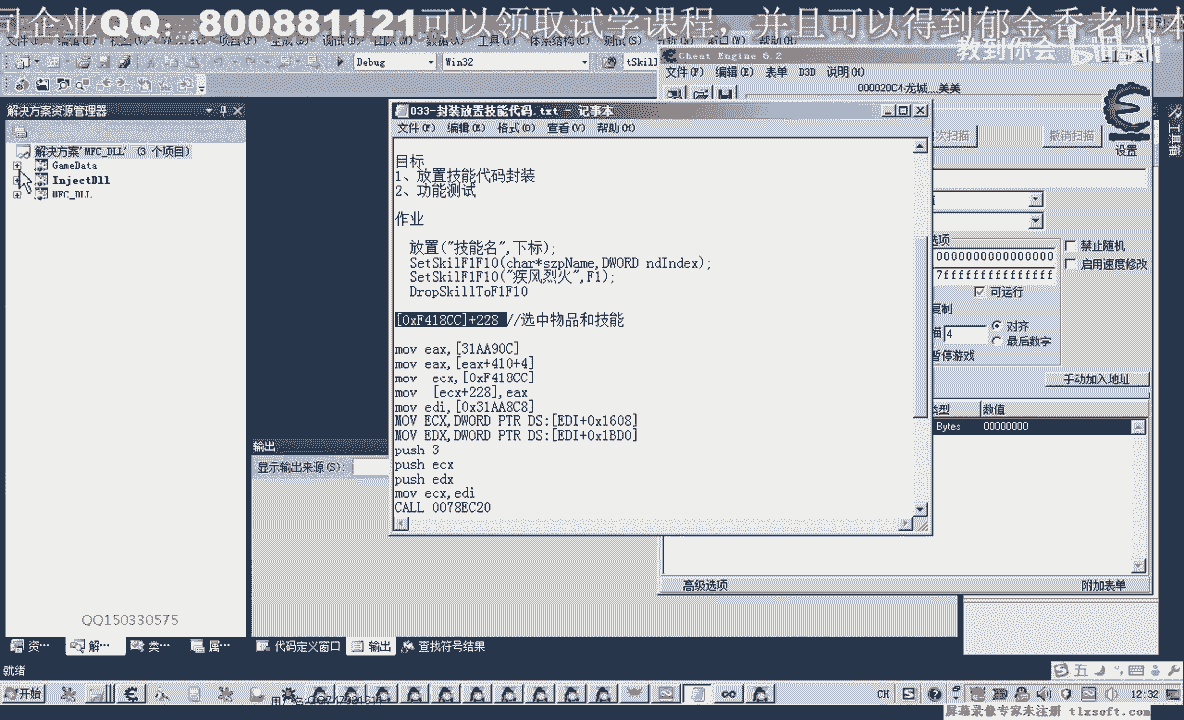 司企业QQ：800881121可以领取试学课程， 并且可以得到郁金香老师本
教到你会 bilibili
Debug
Win32
tSkill
Cheat Engine 6.2
文件(F) 编辑(E) 表单 D3D 说明(H)
000020C4-龙城__美美
撤销扫描
设置
解决方案资源管理器
解决方案'MFC_DLL' (3 个项目)
GameData
InjectDll
MFC_DLL
033-封装放置技能代码.txt - 记事本
文件(F) 编辑(E) 格式(O) 查看(V) 帮助(H)
目标
1、放置技能代码封装
2、功能测试
作业
放置("技能名",下标);
SetSkilF1F10(char*szpName,DWORD ndIndex);
SetSkilF1F10("疾风烈火",F1);
DropSkillToF1F10
[0xF418CC]+228 //选中物品和技能
mov eax,[31AA90C]
mov eax,[eax+410+4]
mov ecx,[0xF418CC]
mov [ecx+228],eax
mov edi,[0x31AA8C8]
MOV ECX,DWORD PTR DS:[EDI+0x1608]
MOV EDX,DWORD PTR DS:[EDI+0x1BD0]
push 3
push ecx
push edx
mov ecx,edi
CALL 0078EC20
选项
禁止随机
启用速度修改
0000000000000000
7fffffffffffffff
可运行
4
对齐
最后数字
暂停游戏
手动加入地址
类型 数值
Bytes 00000000
高级选项
附加表单
工具箱
输出
显示输出来源(S):
QQ150330575
资… 解… 类… 属…
代码定义窗口 输出 查找符号结果
就绪
开始
CH
12:32
屏幕录像专家未注册 tlxsoft.com